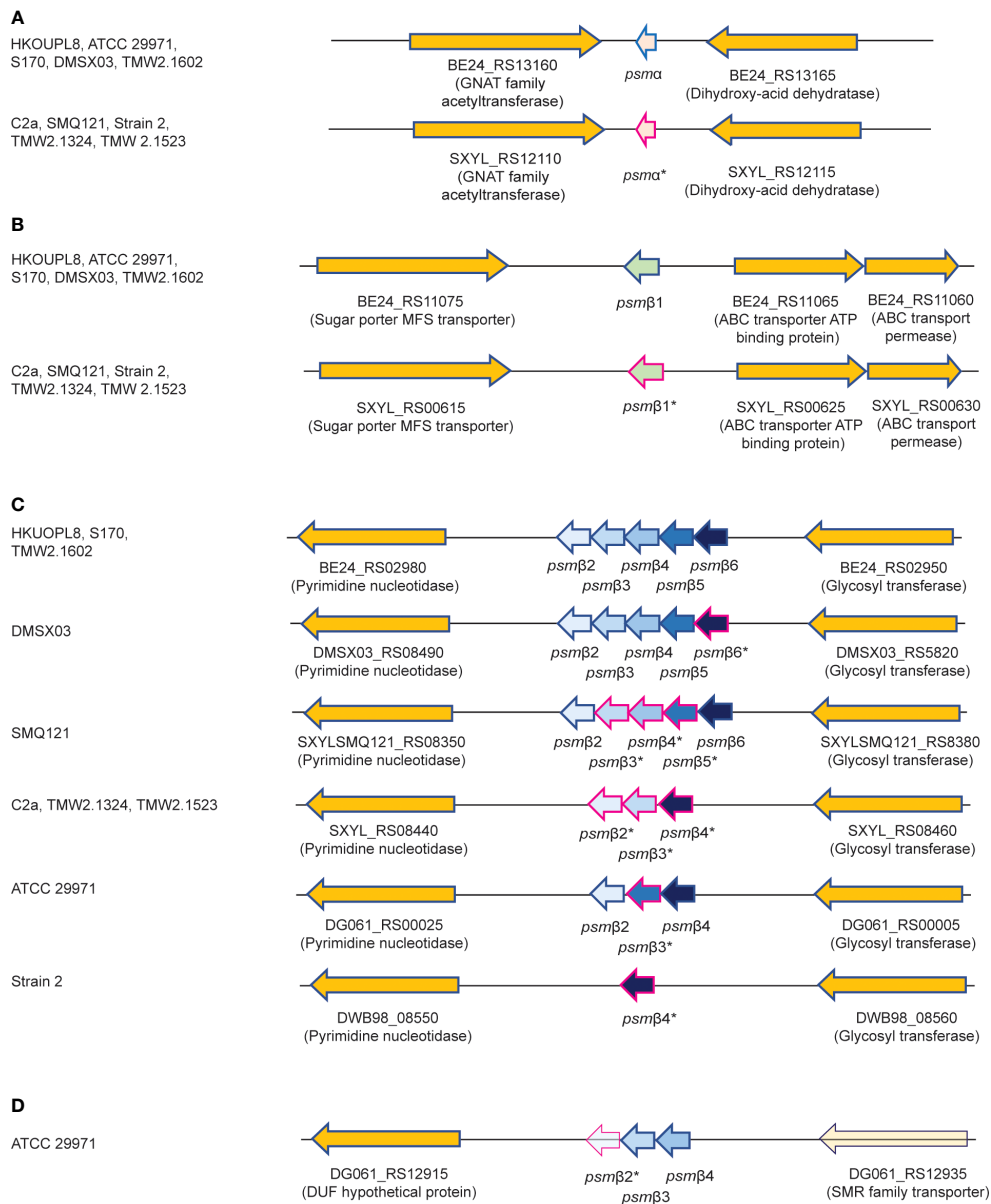 A
HKOUPL8, ATCC 29971,
S170, DMSX03, TMW2.1602
BE24_RS13160
(GNAT family
acetyltransferase)
psmα
BE24_RS13165
(Dihydroxy-acid dehydratase)
C2a, SMQ121, Strain 2,
TMW2.1324, TMW 2.1523
SXYL_RS12110
(GNAT family
acetyltransferase)
psmα*
SXYL_RS12115
(Dihydroxy-acid dehydratase)
B
HKOUPL8, ATCC 29971,
S170, DMSX03, TMW2.1602
BE24_RS11075
(Sugar porter MFS transporter)
psmβ1
BE24_RS11065
(ABC transporter ATP
binding protein)
BE24_RS11060
(ABC transport
permease)
C2a, SMQ121, Strain 2,
TMW2.1324, TMW 2.1523
SXYL_RS00615
(Sugar porter MFS transporter)
psmβ1*
SXYL_RS00625
(ABC transporter ATP
binding protein)
SXYL_RS00630
(ABC transport
permease)
C
HKUOPL8, S170,
TMW2.1602
BE24_RS02980
(Pyrimidine nucleotidase)
psmβ2
psmβ3
psmβ4
psmβ5
psmβ6
BE24_RS02950
(Glycosyl transferase)
DMSX03
DMSX03_RS08490
(Pyrimidine nucleotidase)
psmβ2
psmβ3
psmβ4
psmβ5
psmβ6*
DMSX03_RS5820
(Glycosyl transferase)
SMQ121
SXYLSMQ121_RS08350
(Pyrimidine nucleotidase)
psmβ2
psmβ3*
psmβ4*
psmβ5*
psmβ6
SXYLSMQ121_RS8380
(Glycosyl transferase)
C2a, TMW2.1324, TMW2.1523
SXYL_RS08440
(Pyrimidine nucleotidase)
psmβ2*
psmβ3*
psmβ4*
SXYL_RS08460
(Glycosyl transferase)
ATCC 29971
DG061_RS00025
(Pyrimidine nucleotidase)
psmβ2
psmβ3*
psmβ4
DG061_RS00005
(Glycosyl transferase)
Strain 2
DWB98_08550
(Pyrimidine nucleotidase)
psmβ4*
DWB98_08560
(Glycosyl transferase)
D
ATCC 29971
DG061_RS12915
(DUF hypothetical protein)
psmβ2*
psmβ3
psmβ4
DG061_RS12935
(SMR family transporter)